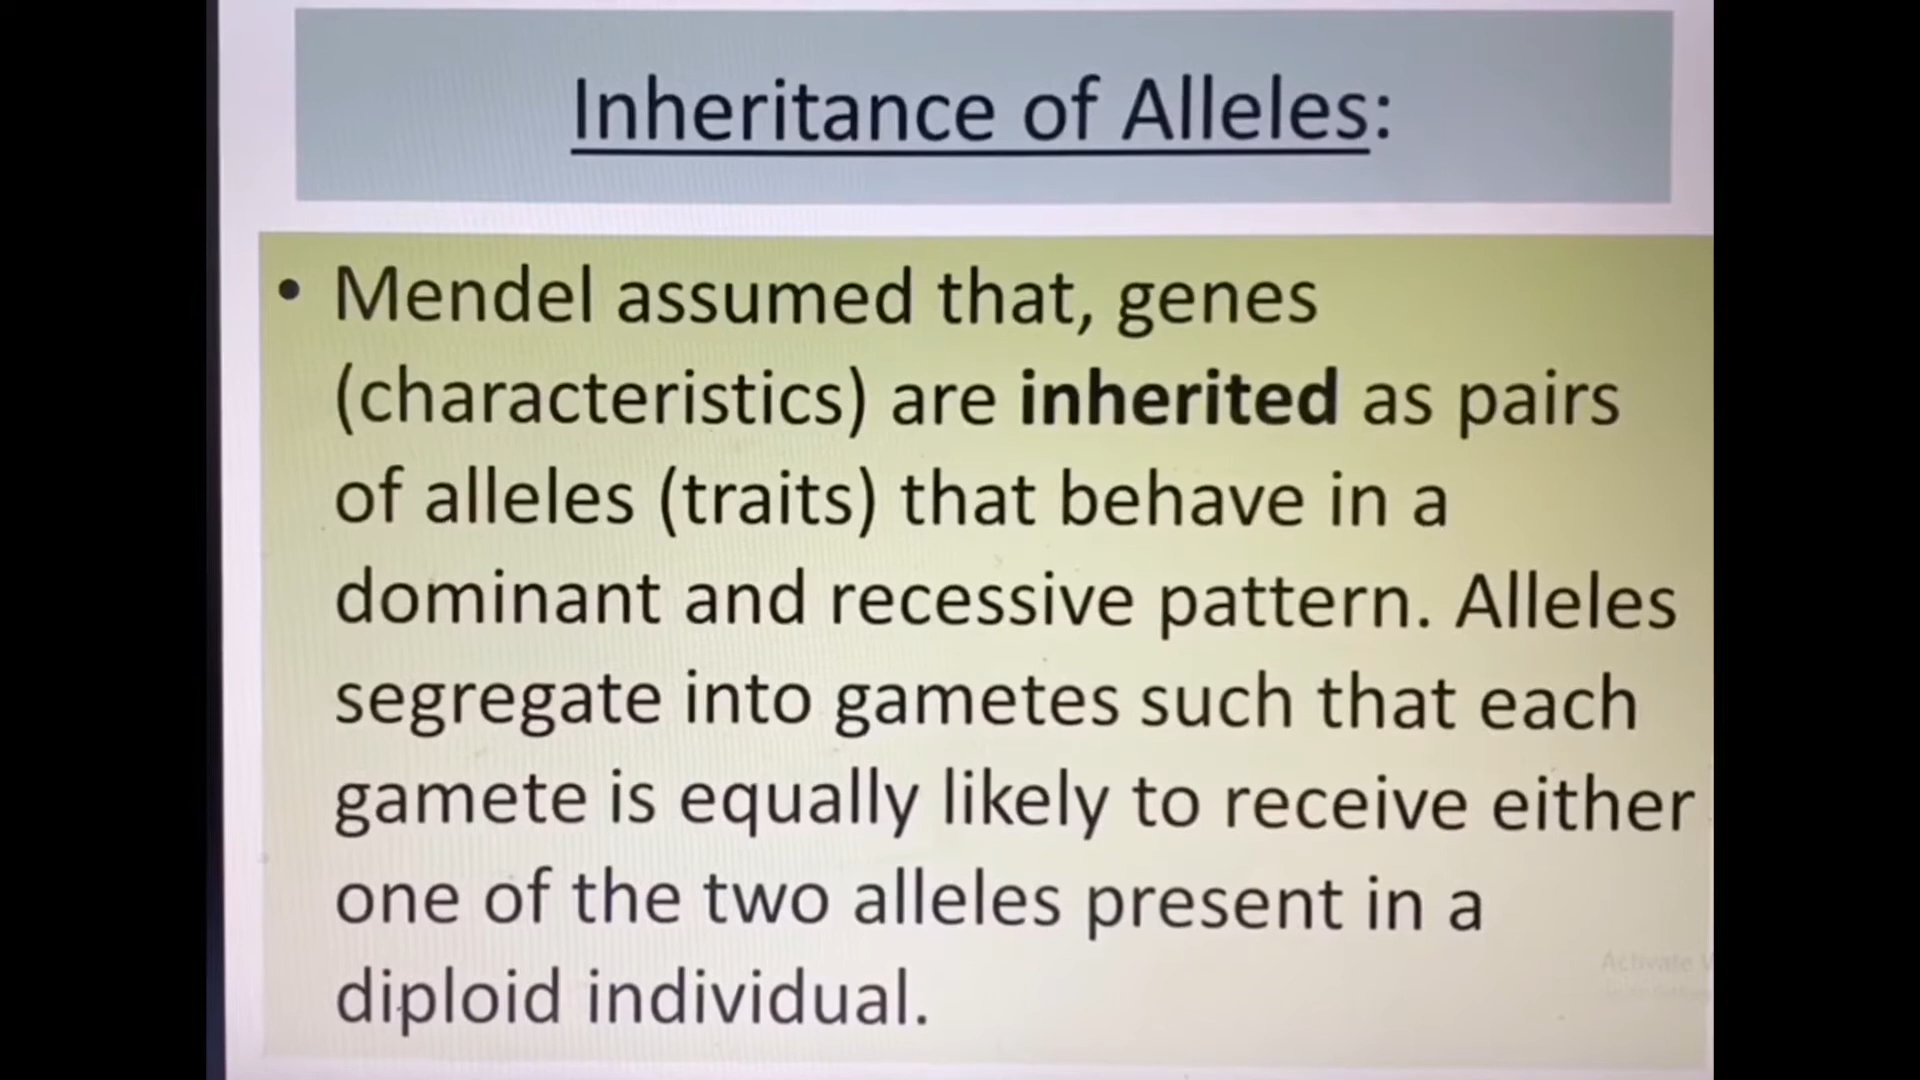 Inheritance of Alleles:
• Mendel assumed that, genes
(characteristics) are inherited as pairs
of alleles (traits) that behave in a
dominant and recessive pattern. Alleles
segregate into gametes such that each
gamete is equally likely to receive either
one of the two alleles present in a
diploid individual.
Activate